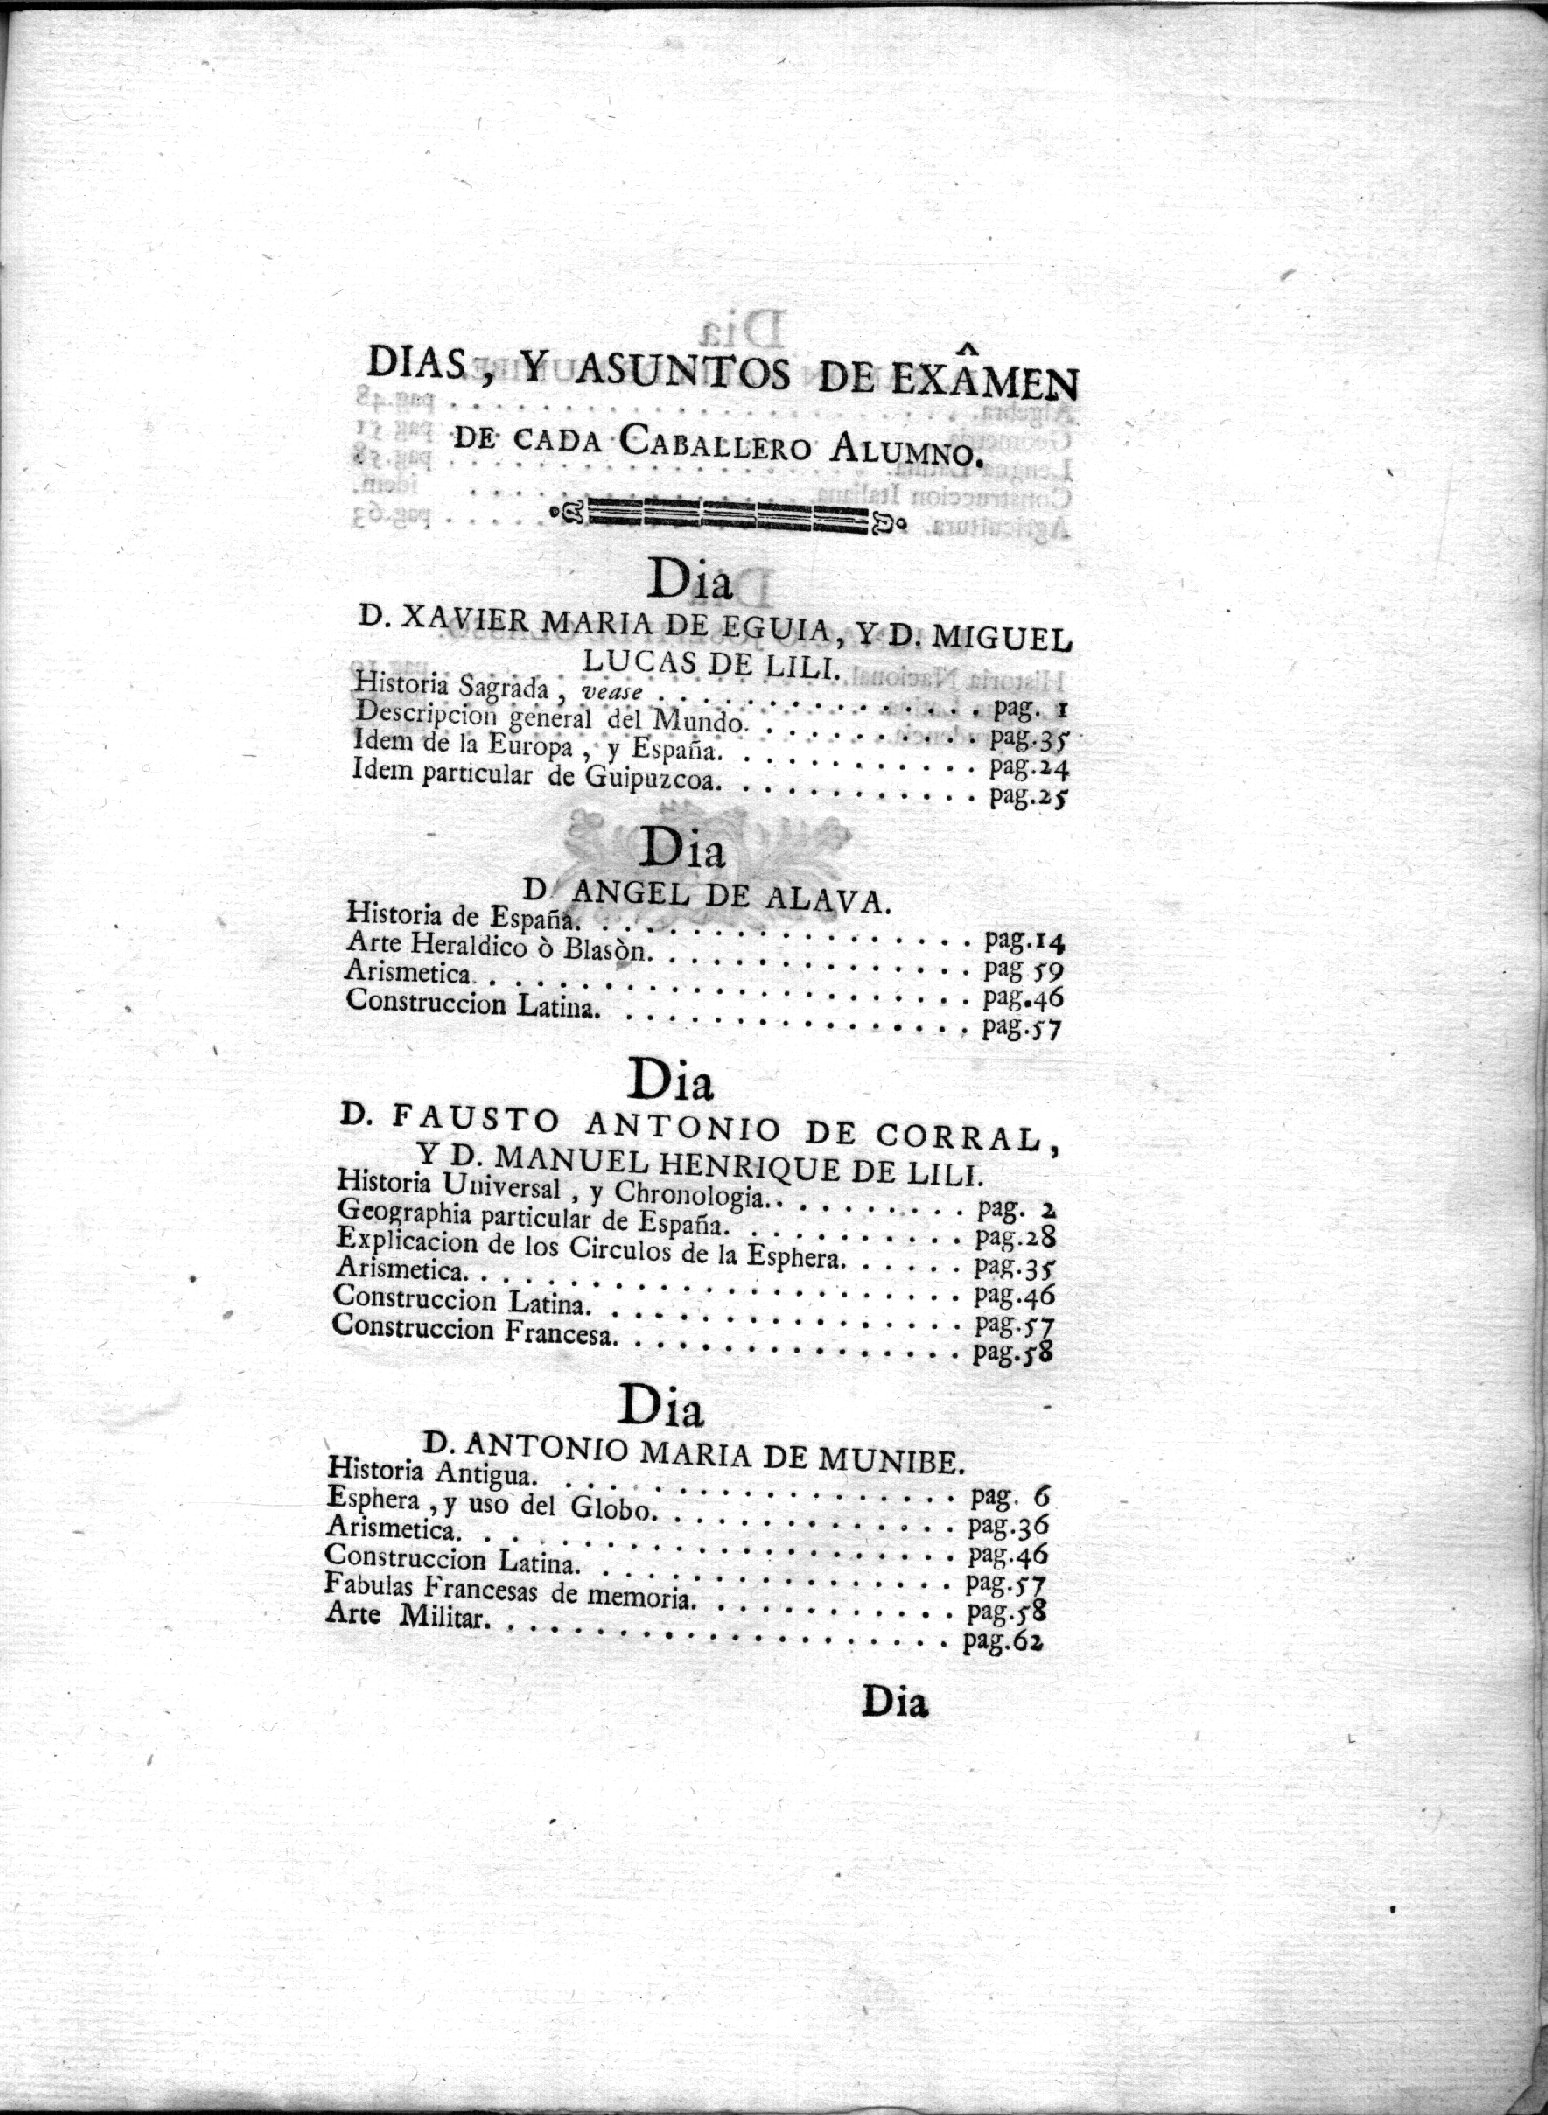 DIAS, Y ASUNTOS DE EXÂMEN
DE CADA CABALLERO ALUMNO.
Dia
D. XAVIER MARIA DE EGUIA, Y D. MIGUEL
LUCAS DE LILI.
Historia Sagrada, vease . . . . . . . . . . . . . . pag. 1
Descripcion general del Mundo. . . . . . . . . . . pag.35
Idem de la Europa, y España. . . . . . . . . . . . pag.24
Idem particular de Guipuzcoa. . . . . . . . . . . . pag.25
Dia
D. ANGEL DE ALAVA.
Historia de España. . . . . . . . . . . . . . . . . . pag.14
Arte Heraldico ò Blasòn. . . . . . . . . . . . . . . pag 59
Arismetica. . . . . . . . . . . . . . . . . . . . . . pag.46
Construccion Latina. . . . . . . . . . . . . . . . . pag.57
Dia
D. FAUSTO ANTONIO DE CORRAL,
Y D. MANUEL HENRIQUE DE LILI.
Historia Universal, y Chronologia. . . . . . . . . . pag. 2
Geographia particular de España. . . . . . . . . . . pag.28
Explicacion de los Circulos de la Esphera. . . . . . pag.35
Arismetica. . . . . . . . . . . . . . . . . . . . . . pag.46
Construccion Latina. . . . . . . . . . . . . . . . . pag.57
Construccion Francesa. . . . . . . . . . . . . . . . pag.58
Dia
D. ANTONIO MARIA DE MUNIBE.
Historia Antigua. . . . . . . . . . . . . . . . . . . pag. 6
Esphera, y uso del Globo. . . . . . . . . . . . . . pag.36
Arismetica. . . . . . . . . . . . . . . . . . . . . . pag.46
Construccion Latina. . . . . . . . . . . . . . . . . pag.57
Fabulas Francesas de memoria. . . . . . . . . . . . pag.58
Arte Militar. . . . . . . . . . . . . . . . . . . . . pag.62
Dia